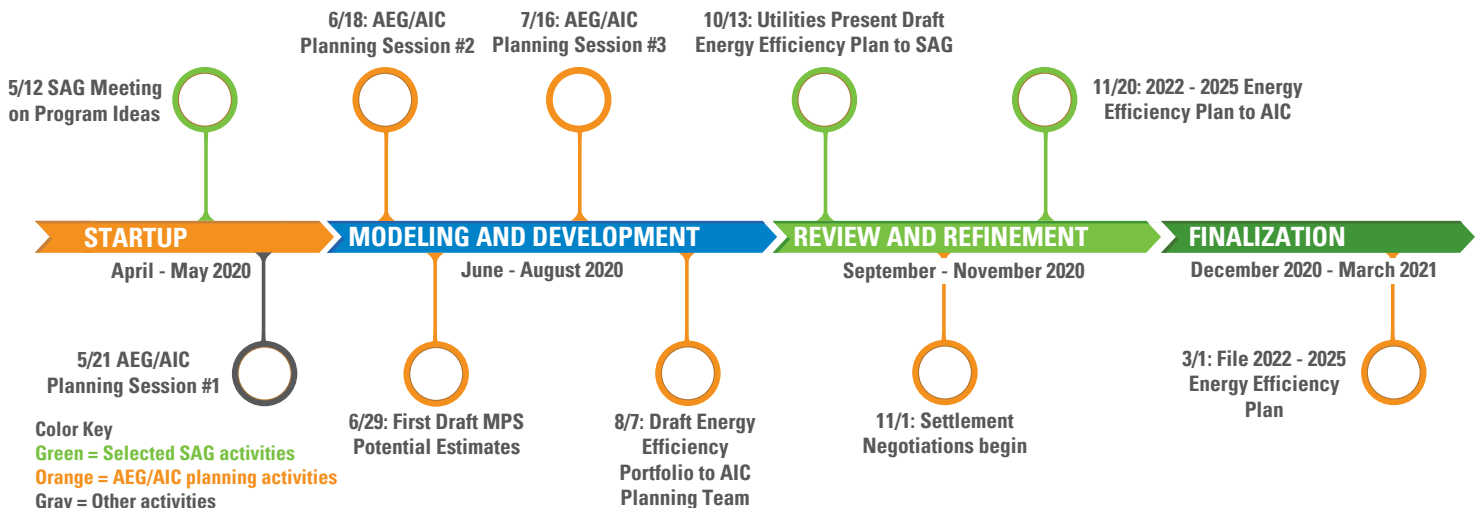 5/12 SAG Meeting
on Program Ideas
6/18: AEG/AIC
Planning Session #2
7/16: AEG/AIC
Planning Session #3
10/13: Utilities Present Draft
Energy Efficiency Plan to SAG
11/20: 2022 - 2025 Energy
Efficiency Plan to AIC
STARTUP
MODELING AND DEVELOPMENT
REVIEW AND REFINEMENT
FINALIZATION
April - May 2020
June - August 2020
September - November 2020
December 2020 - March 2021
5/21 AEG/AIC
Planning Session #1
6/29: First Draft MPS
Potential Estimates
8/7: Draft Energy
Efficiency
Portfolio to AIC
Planning Team
11/1: Settlement
Negotiations begin
3/1: File 2022 - 2025
Energy Efficiency
Plan
Color Key
Green = Selected SAG activities
Orange = AEG/AIC planning activities
Gray = Other activities